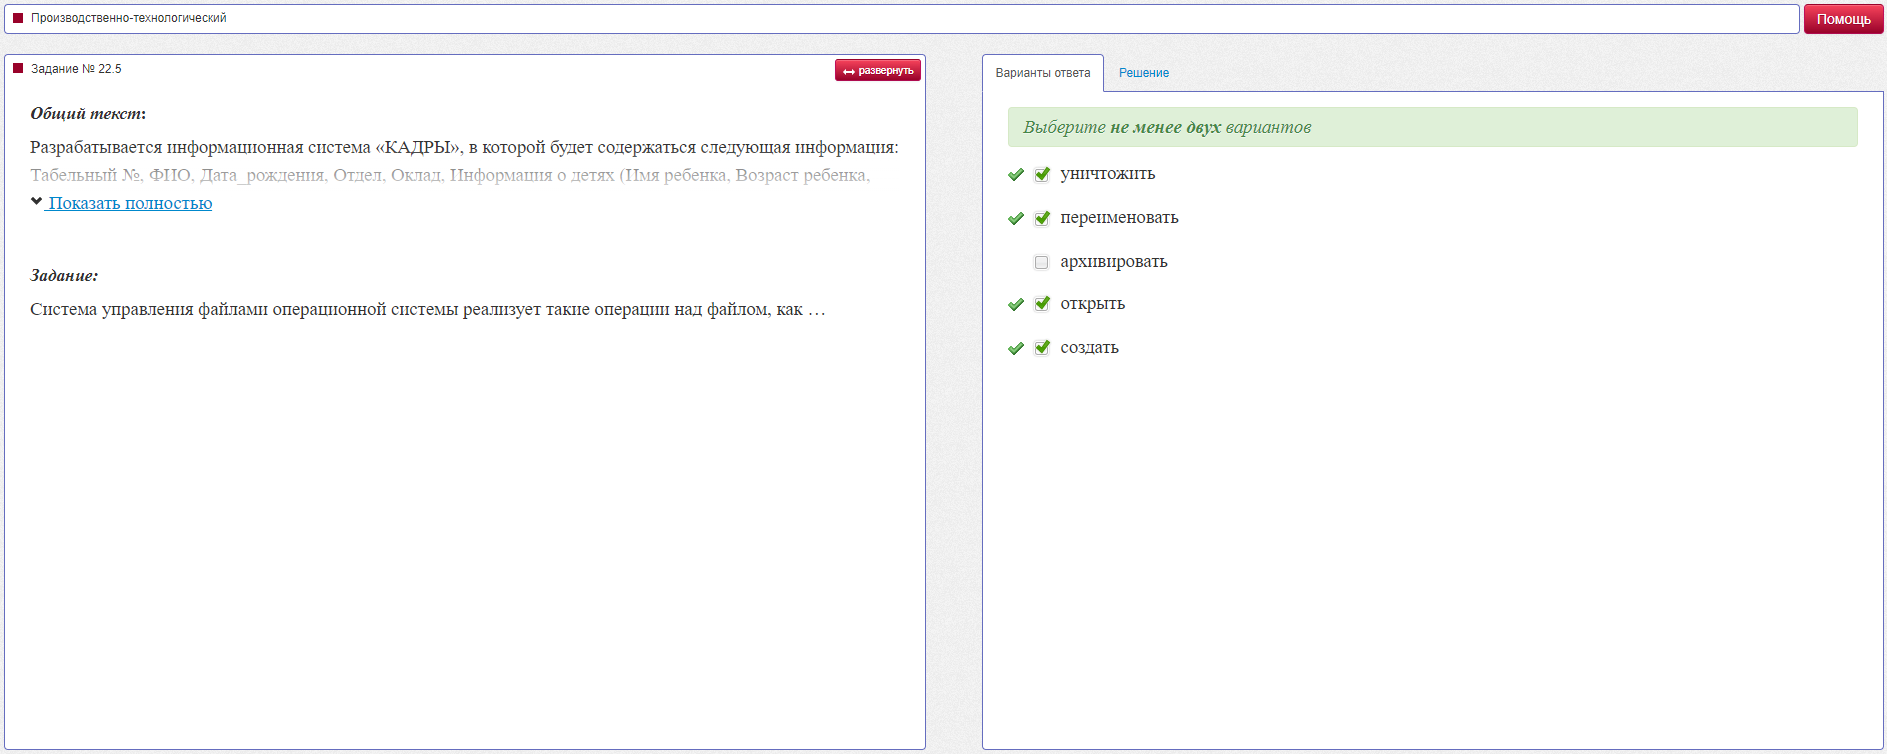 Производственно-технологический
Помощь
Задание № 22.5
развернуть
Общий текст:
Разрабатывается информационная система «КАДРЫ», в которой будет содержаться следующая информация:
Табельный №, ФИО, Дата_рождения, Отдел, Оклад, Информация о детях (Имя ребенка, Возраст ребенка,
Показать полностью
Задание:
Система управления файлами операционной системы реализует такие операции над файлом, как …
Варианты ответа
Решение
Выберите не менее двух вариантов
уничтожить
переименовать
архивировать
открыть
создать